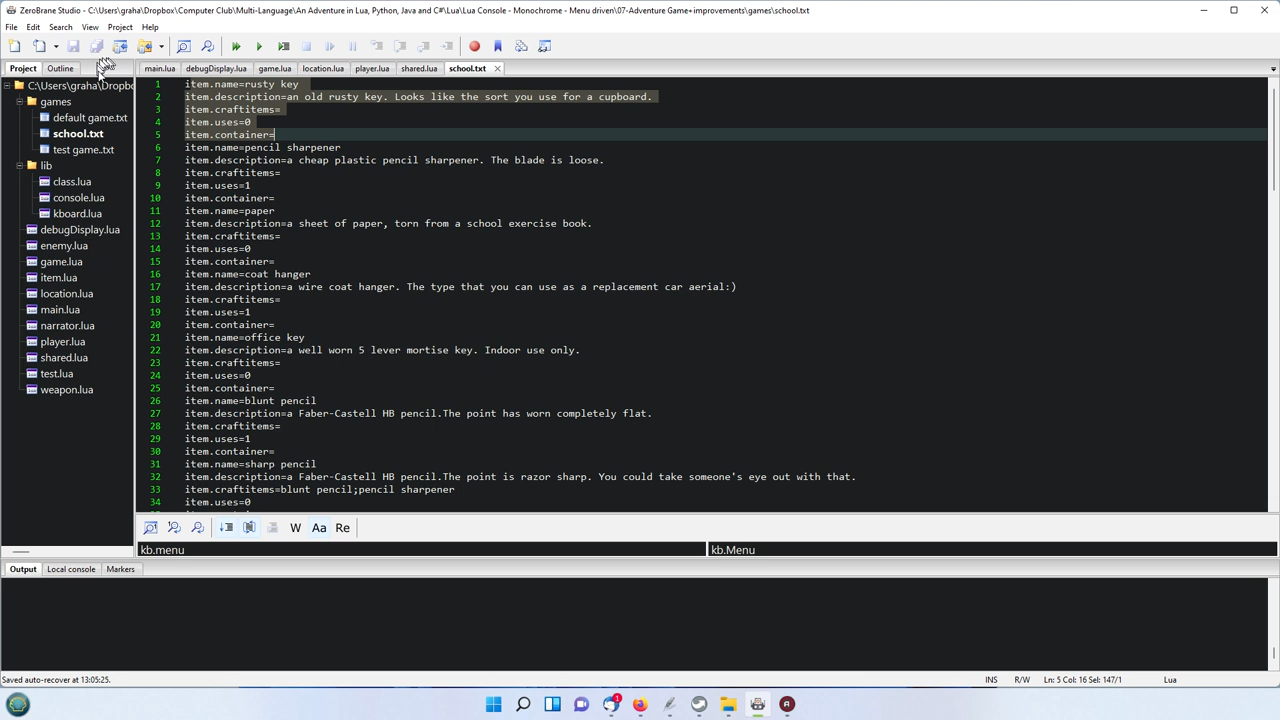 ZeroBrane Studio - C:\Users\graha\Dropbox\Computer Club\Multi-Language\An Adventure in Lua, Python, Java and C#\Lua\Lua Console - Monochrome - Menu driven\07-Adventure Game+improvements\games\school.txt
File Edit Search View Project Help
Project Outline
main.lua debugDisplay.lua game.lua location.lua player.lua shared.lua school.txt
C:\Users\graha\Dropbo
games
default game.txt
school.txt
test game..txt
lib
class.lua
console.lua
kboard.lua
debugDisplay.lua
enemy.lua
game.lua
item.lua
location.lua
main.lua
narrator.lua
player.lua
shared.lua
test.lua
weapon.lua
1 item.name=rusty key
2 item.description=an old rusty key. Looks like the sort you use for a cupboard.
3 item.craftitems=
4 item.uses=0
5 item.container=
6 item.name=pencil sharpener
7 item.description=a cheap plastic pencil sharpener. The blade is loose.
8 item.craftitems=
9 item.uses=1
10 item.container=
11 item.name=paper
12 item.description=a sheet of paper, torn from a school exercise book.
13 item.craftitems=
14 item.uses=0
15 item.container=
16 item.name=coat hanger
17 item.description=a wire coat hanger. The type that you can use as a replacement car aerial:)
18 item.craftitems=
19 item.uses=1
20 item.container=
21 item.name=office key
22 item.description=a well worn 5 lever mortise key. Indoor use only.
23 item.craftitems=
24 item.uses=0
25 item.container=
26 item.name=blunt pencil
27 item.description=a Faber-Castell HB pencil.The point has worn completely flat.
28 item.craftitems=
29 item.uses=1
30 item.container=
31 item.name=sharp pencil
32 item.description=a Faber-Castell HB pencil.The point is razor sharp. You could take someone's eye out with that.
33 item.craftitems=blunt pencil;pencil sharpener
34 item.uses=0
W Aa Re
kb.menu kb.Menu
Output Local console Markers
Saved auto-recover at 13:05:25. INS R/W Ln: 5 Col: 16 Sel: 147/1 Lua
1